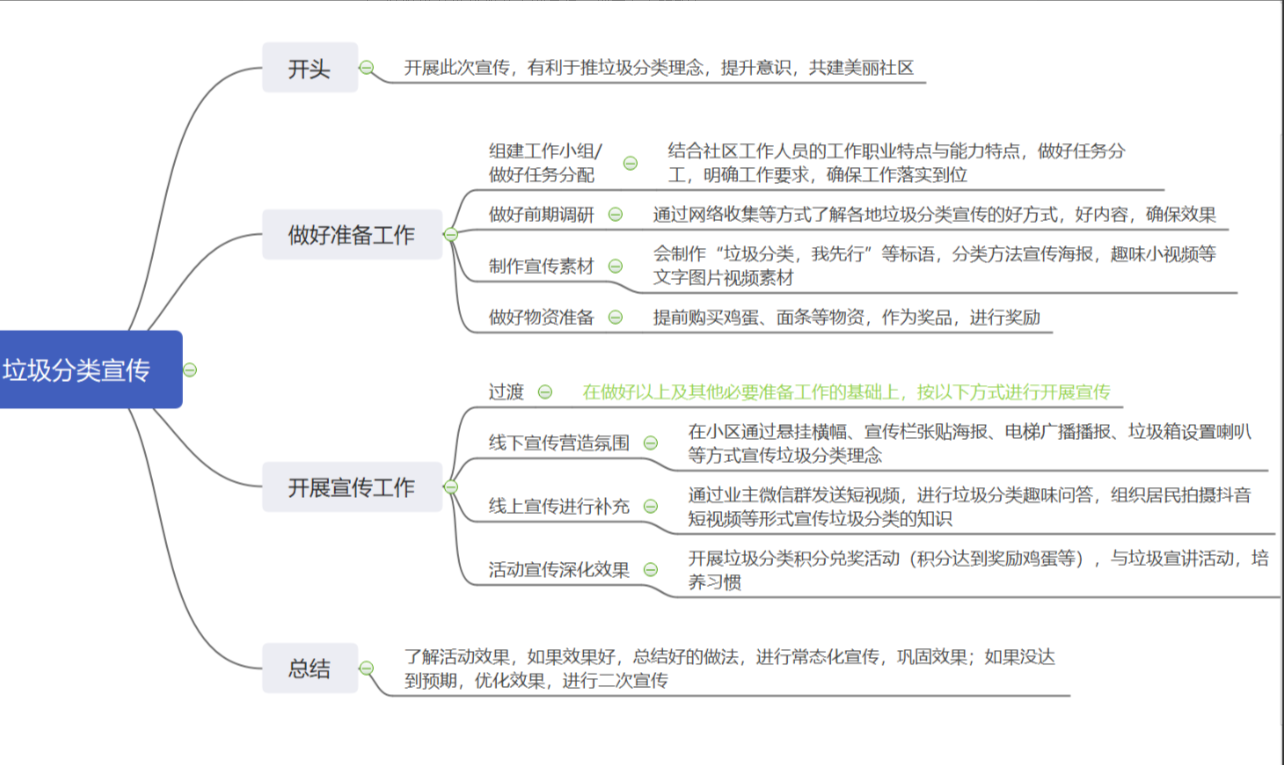 开头
开展此次宣传，有利于推垃圾分类理念，提升意识，共建美丽社区
组建工作小组/
做好任务分配
结合社区工作人员的工作职业特点与能力特点，做好任务分
工，明确工作要求，确保工作落实到位
做好准备工作
做好前期调研
通过网络收集等方式了解各地垃圾分类宣传的好方式，好内容，确保效果
制作宣传素材
会制作“垃圾分类，我先行”等标语，分类方法宣传海报，趣味小视频等
文字图片视频素材
做好物资准备
提前购买鸡蛋、面条等物资，作为奖品，进行奖励
垃圾分类宣传
过渡
在做好以上及其他必要准备工作的基础上，按以下方式进行开展宣传
线下宣传营造氛围
在小区通过悬挂横幅、宣传栏张贴海报、电梯广播播报、垃圾箱设置喇叭
等方式宣传垃圾分类理念
开展宣传工作
线上宣传进行补充
通过业主微信群发送短视频，进行垃圾分类趣味问答，组织居民拍摄抖音
短视频等形式宣传垃圾分类的知识
活动宣传深化效果
开展垃圾分类积分兑奖活动（积分达到奖励鸡蛋等），与垃圾宣讲活动，培
养习惯
总结
了解活动效果，如果效果好，总结好的做法，进行常态化宣传，巩固效果；如果没达
到预期，优化效果，进行二次宣传